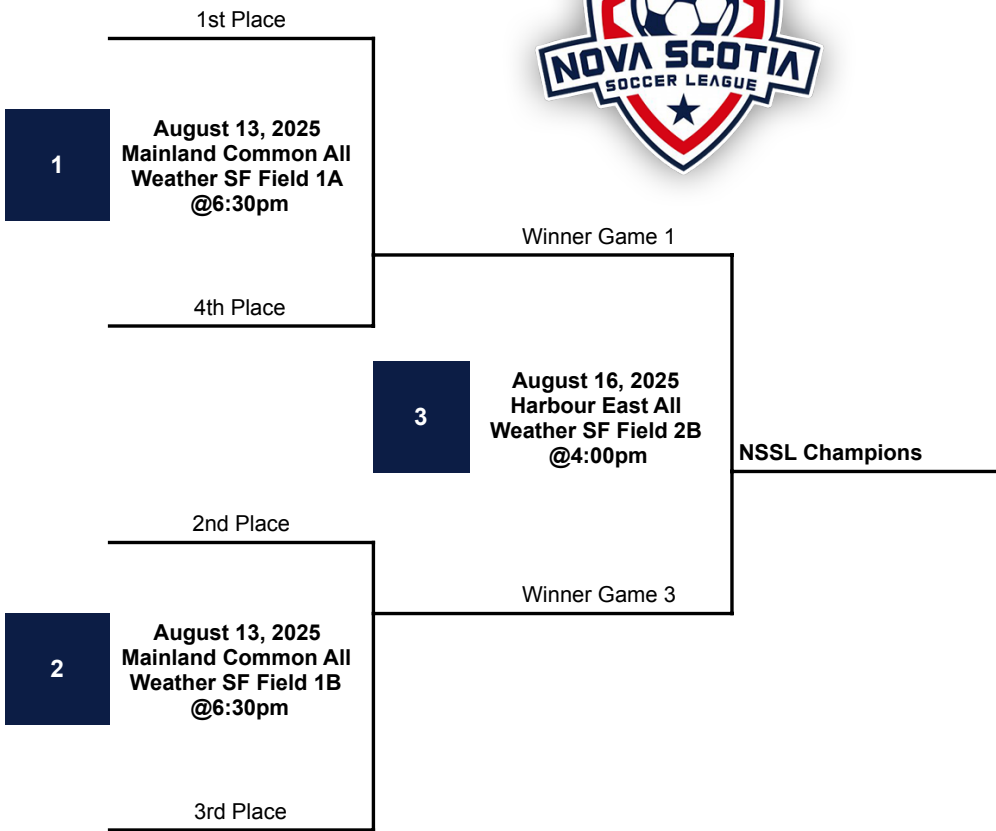 1st Place
NOVA SCOTIA
SOCCER LEAGUE
1
August 13, 2025
Mainland Common All
Weather SF Field 1A
@6:30pm
Winner Game 1
4th Place
3
August 16, 2025
Harbour East All
Weather SF Field 2B
@4:00pm
NSSL Champions
2nd Place
Winner Game 3
2
August 13, 2025
Mainland Common All
Weather SF Field 1B
@6:30pm
3rd Place